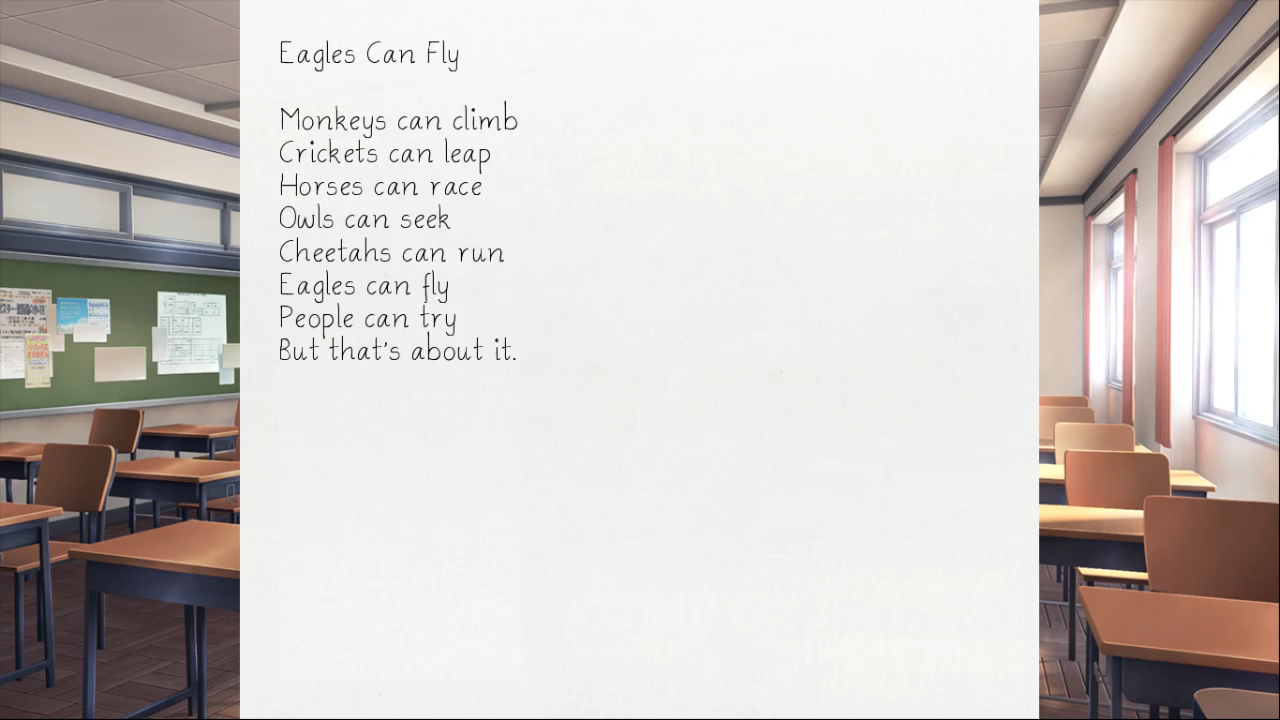 Eagles Can Fly
Monkeys can climb
Crickets can leap
Horses can race
Owls can seek
Cheetahs can run
Eagles can fly
People can try
But that's about it.